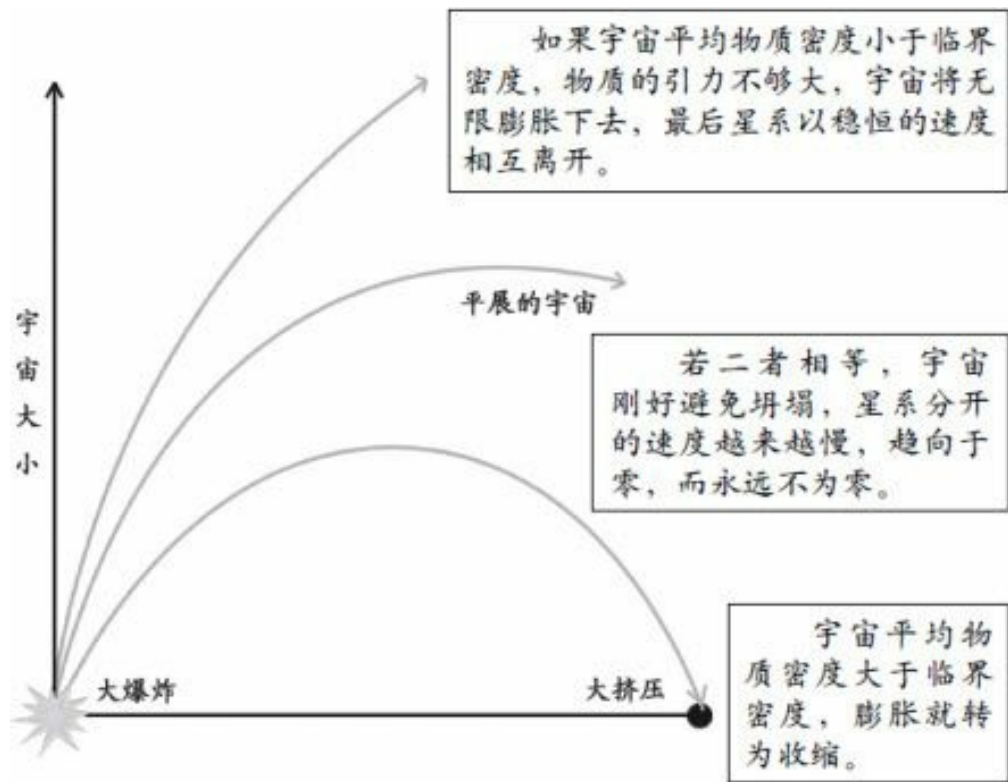 如果宇宙平均物质密度小于临界
密度，物质的引力不够大，宇宙将无
限膨胀下去，最后星系以稳恒的速度
相互离开。
平展的宇宙
宇宙大小
若二者相等，宇宙
刚好避免坍塌，星系分开
的速度越来越慢，趋向于
零，而永远不为零。
大爆炸
大挤压
宇宙平均物
质密度大于临界
密度，膨胀就转
为收缩。